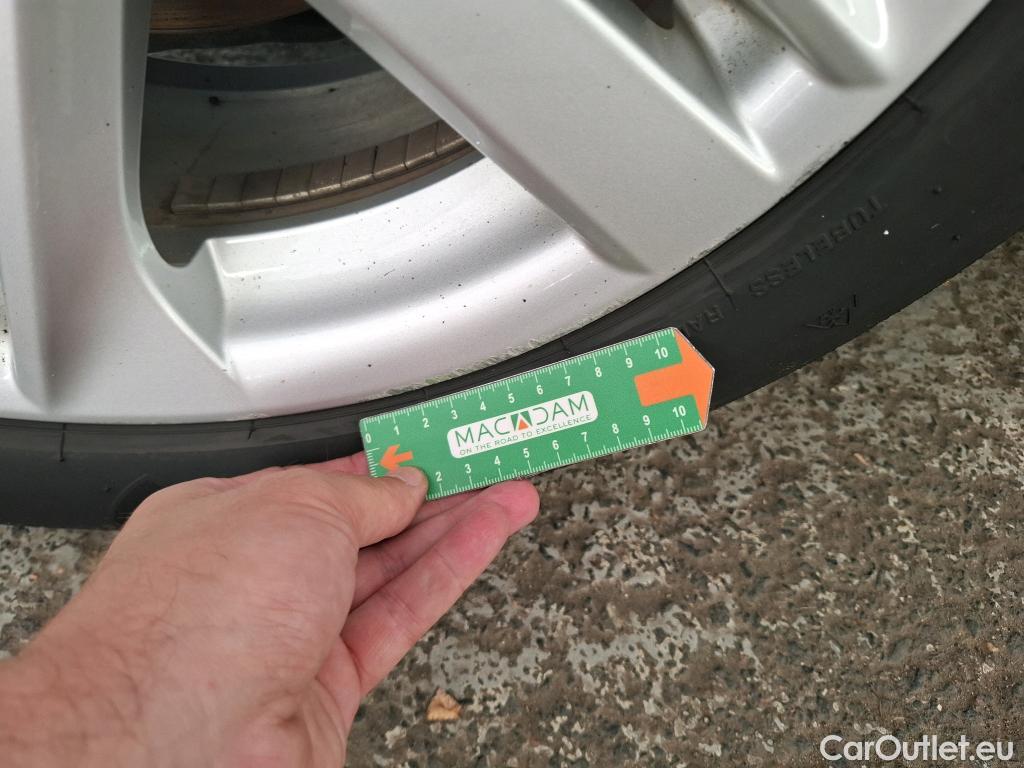 TUBELESS RA
0 1 2 3 4 5 6 7 8 9 10
MACADAM
ON THE ROAD TO EXCELLENCE
2 3 4 5 6 7 8 9 10
CarOutlet.eu